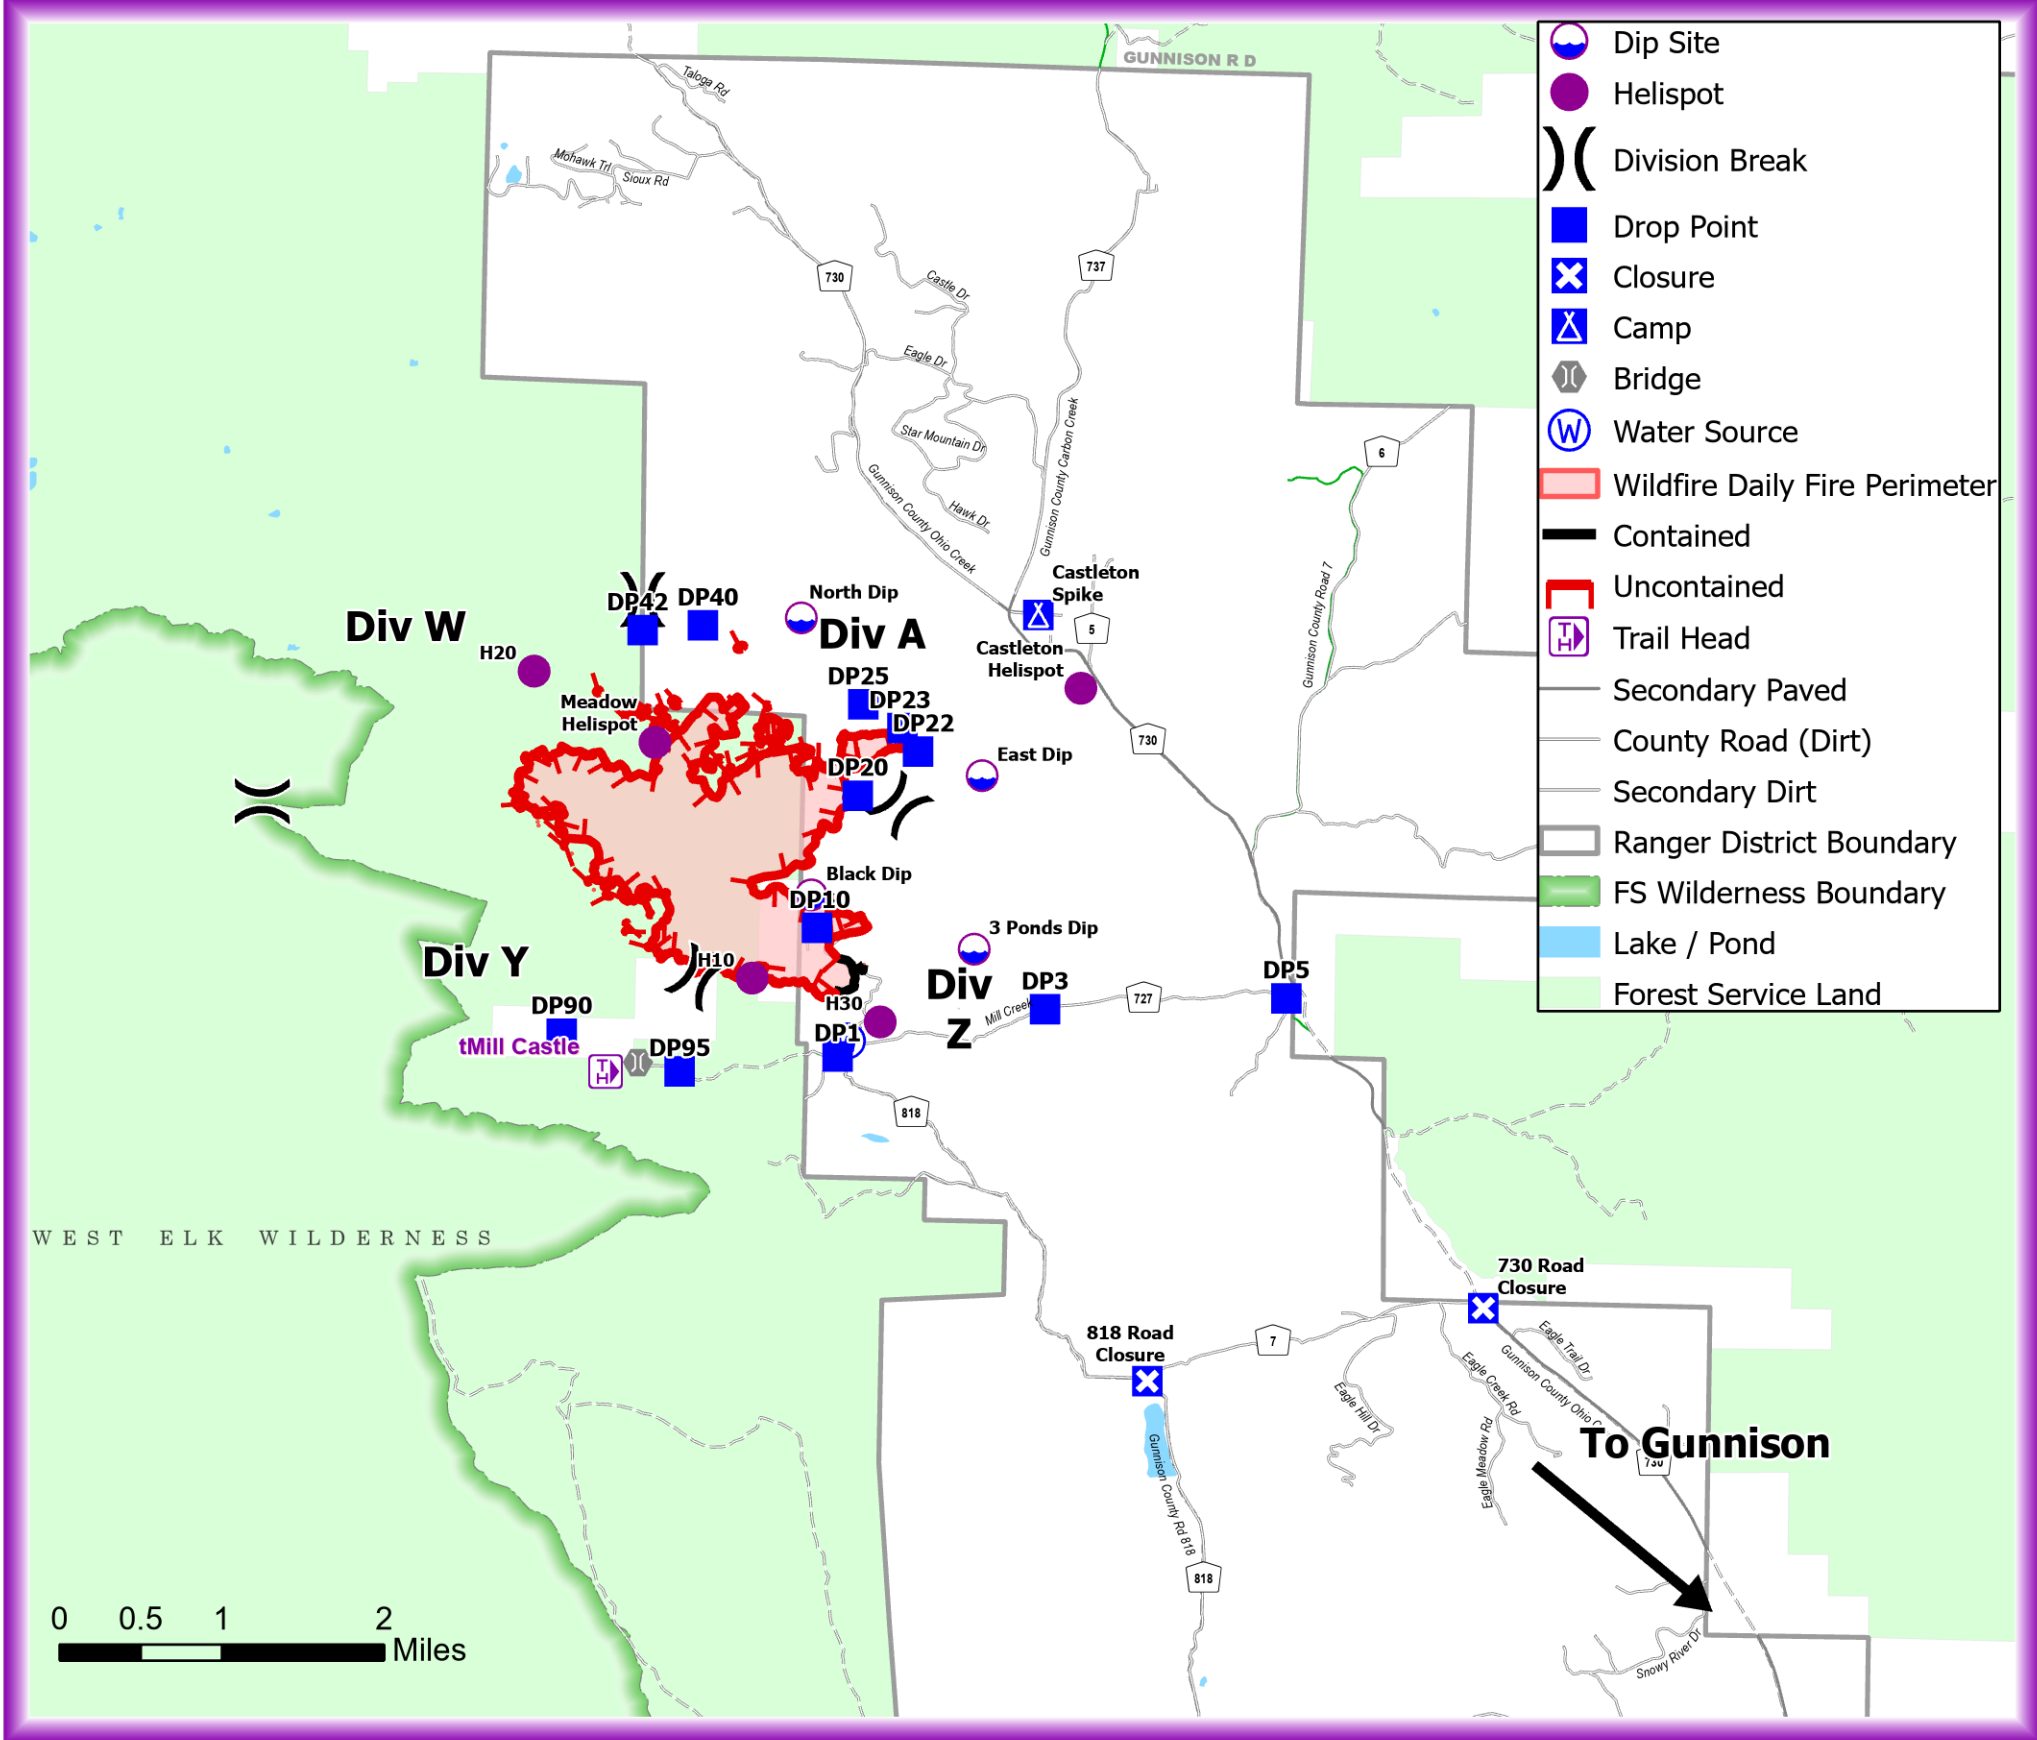 GUNNISON R D
Taloga Rd
Mohawk Trl
Sioux Rd
730
737
Castle Dr
Eagle Dr
Star Mountain Dr
Hawk Dr
Gunnison County Ohio Creek
Gunnison County Carbon Creek
6
Gunnison County Road 7
Castleton
Spike
5
Castleton
Helispot
730
DP42
DP40
North Dip
Div W
Div A
H20
Meadow
Helispot
DP25
DP23
DP22
DP20
East Dip
Black Dip
DP10
3 Ponds Dip
Div Y
H10
Div
Z
DP3
DP5
Mill Creek
727
H30
DP90
tMill Castle
TH
DP95
DP1
818
WEST ELK WILDERNESS
730 Road
Closure
818 Road
Closure
7
Eagle Trail Dr
Eagle Creek Rd
Gunnison County Ohio C
Eagle Hill Dr
Eagle Meadow Rd
To Gunnison
730
Gunnison County Rd 818
818
Snowy River Dr
0 0.5 1 2
Miles
Dip Site
Helispot
Division Break
Drop Point
Closure
Camp
Bridge
W Water Source
Wildfire Daily Fire Perimeter
Contained
Uncontained
TH Trail Head
Secondary Paved
County Road (Dirt)
Secondary Dirt
Ranger District Boundary
FS Wilderness Boundary
Lake / Pond
Forest Service Land